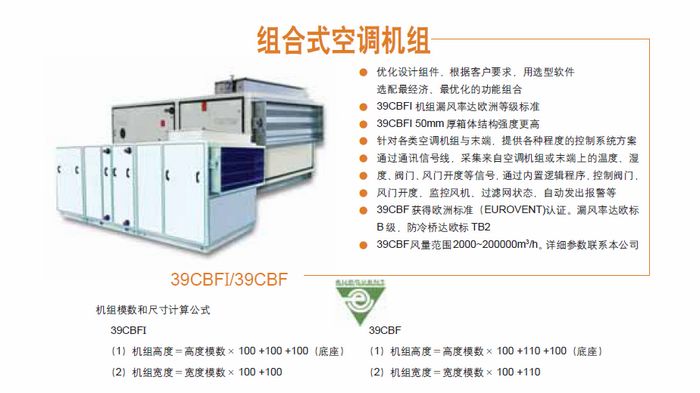 组合式空调机组
● 优化设计组件，根据客户要求，用选型软件
选配最经济、最优化的功能组合
● 39CBFI 机组漏风率达欧洲等级标准
● 39CBFI 50mm 厚箱体结构强度更高
● 针对各类空调机组与末端，提供各种程度的控制系统方案
● 通过通讯信号线，采集来自空调机组或末端上的温度，湿
度，阀门，风门开度等信号，通过内置逻辑程序，控制阀门，
风门开度、监控风机，过滤网状态，自动发出报警等
● 39CBF 获得欧洲标准（EUROVENT)认证。漏风率达欧标
B 级，防冷桥达欧标 TB2
● 39CBF风量范围2000~200000m³/h。详细参数联系本公司
39CBFI/39CBF
机组模数和尺寸计算公式
39CBFI
（1）机组高度＝高度模数× 100 +100 +100（底座）
（2）机组宽度＝宽度模数× 100 +100
39CBF
（1）机组高度＝高度模数× 100 +110 +100（底座）
（2）机组宽度＝宽度模数× 100 +110